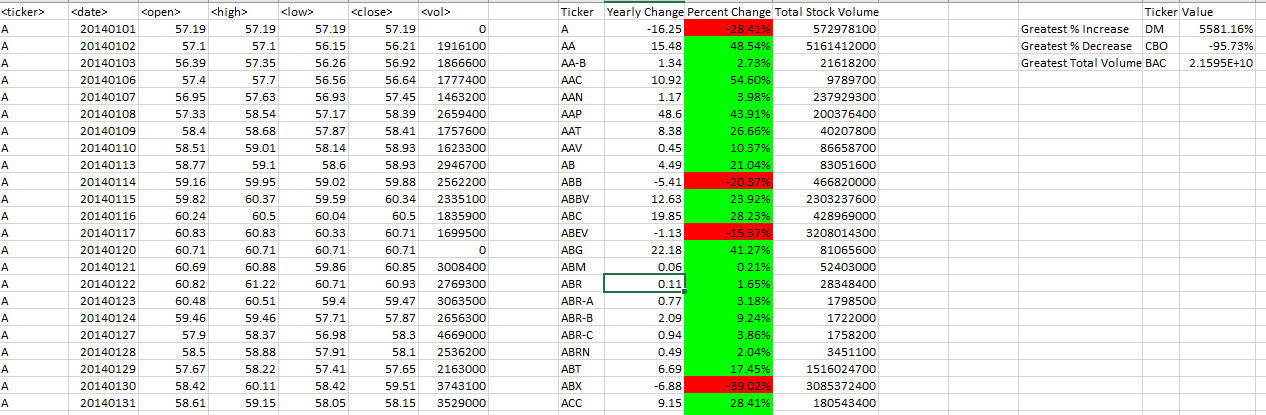 <ticker> <date> <open> <high> <low> <close> <vol> Ticker Yearly Change Percent Change Total Stock Volume Ticker Value
A 20140101 57.19 57.19 57.19 57.19 0 A -16.25 -28.41% 572978100 Greatest % Increase DM 5581.16%
A 20140102 57.1 57.1 56.15 56.21 1916100 AA 15.48 48.54% 5161412000 Greatest % Decrease CBO -95.73%
A 20140103 56.39 57.35 56.26 56.92 1866600 AA-B 1.34 2.73% 21618200 Greatest Total Volume BAC 2.1595E+10
A 20140106 57.4 57.7 56.56 56.64 1777400 AAC 10.92 54.60% 9789700
A 20140107 56.95 57.63 56.93 57.45 1463200 AAN 1.17 3.98% 237929300
A 20140108 57.33 58.54 57.17 58.39 2659400 AAP 48.6 43.91% 200376400
A 20140109 58.4 58.68 57.87 58.41 1757600 AAT 8.38 26.66% 40207800
A 20140110 58.51 59.01 58.14 58.93 1623300 AAV 0.45 10.37% 86658700
A 20140113 58.77 59.1 58.6 58.93 2946700 AB 4.49 21.04% 83051600
A 20140114 59.16 59.95 59.02 59.88 2562200 ABB -5.41 -20.37% 466820000
A 20140115 59.82 60.37 59.59 60.34 2335100 ABBV 12.63 23.92% 2303237600
A 20140116 60.24 60.5 60.04 60.5 1835900 ABC 19.85 28.23% 428969000
A 20140117 60.83 60.83 60.33 60.71 1699500 ABEV -1.13 -15.37% 3208014300
A 20140120 60.71 60.71 60.71 60.71 0 ABG 22.18 41.27% 81065600
A 20140121 60.69 60.88 59.86 60.85 3008400 ABM 0.06 0.21% 52403000
A 20140122 60.82 61.22 60.71 60.93 2769300 ABR 0.11 1.65% 28348400
A 20140123 60.48 60.51 59.4 59.47 3063500 ABR-A 0.77 3.18% 1798500
A 20140124 59.46 59.46 57.71 57.87 2656300 ABR-B 2.09 9.24% 1722000
A 20140127 57.9 58.37 56.98 58.3 4669000 ABR-C 0.94 3.86% 1758200
A 20140128 58.5 58.88 57.91 58.1 2536200 ABRN 0.49 2.04% 3451100
A 20140129 57.67 58.22 57.41 57.65 2163000 ABT 6.69 17.45% 1516024700
A 20140130 58.42 60.11 58.42 59.51 3743100 ABX -6.88 -39.02% 3085372400
A 20140131 58.61 59.15 58.05 58.15 3529000 ACC 9.15 28.41% 180543400